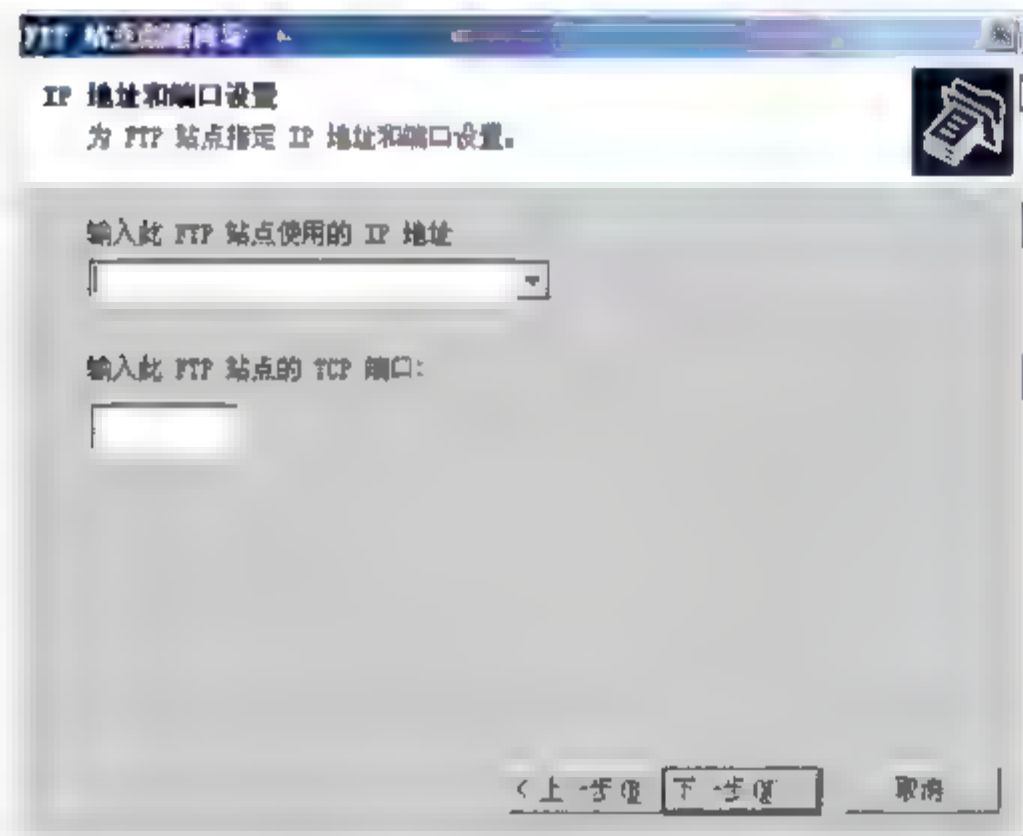 FTP 站点创建向导
IP 地址和端口设置
为 FTP 站点指定 IP 地址和端口设置。
输入此 FTP 站点使用的 IP 地址
输入此 FTP 站点的 TCP 端口:
< 上一步(B)
下一步(N)
取消